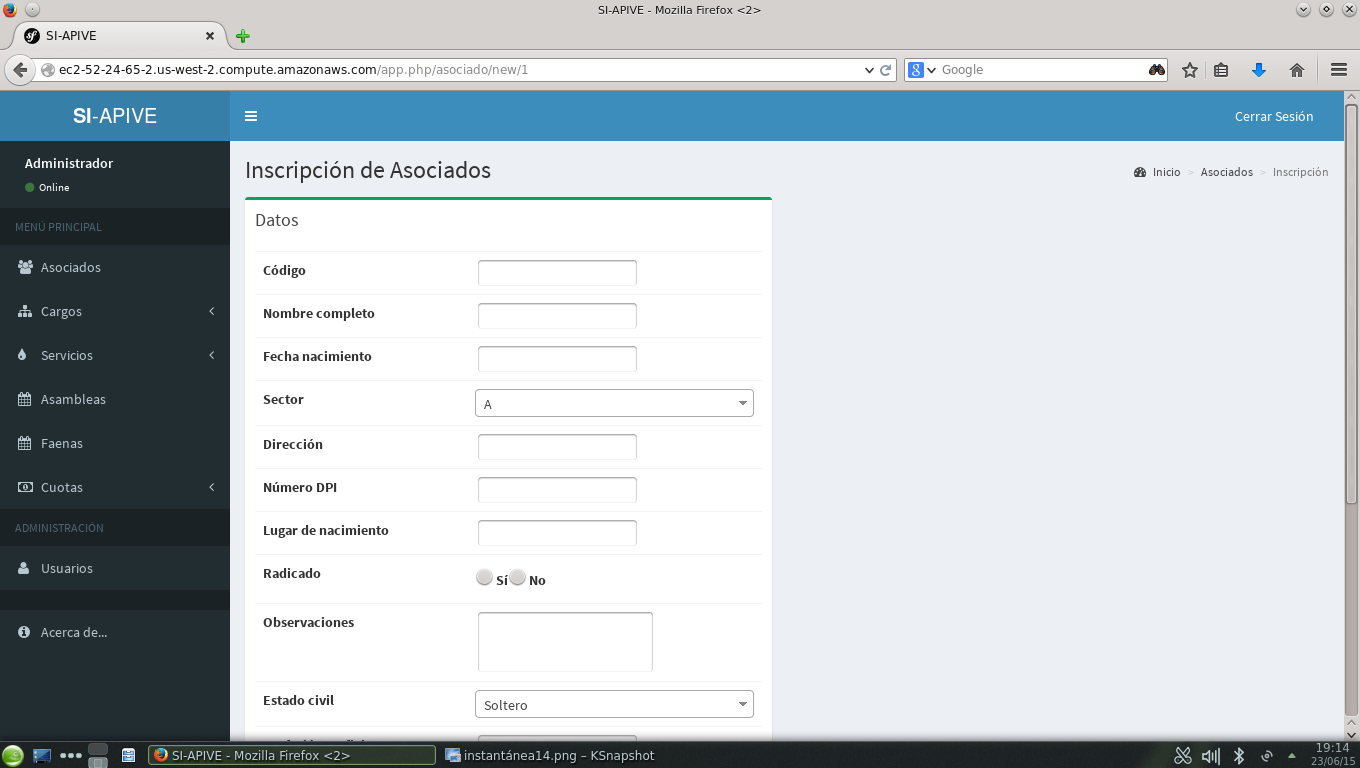 SI-APIVE - Mozilla Firefox <2>
SI-APIVE
ec2-52-24-65-2.us-west-2.compute.amazonaws.com/app.php/asociado/new/1
Google
SI-APIVE
Cerrar Sesión
Administrador
Online
MENÚ PRINCIPAL
Asociados
Cargos
Servicios
Asambleas
Faenas
Cuotas
ADMINISTRACIÓN
Usuarios
Acerca de...
Inscripción de Asociados
Inicio > Asociados > Inscripción
Datos
Código
Nombre completo
Fecha nacimiento
Sector A
Dirección
Número DPI
Lugar de nacimiento
Radicado Sí No
Observaciones
Estado civil Soltero
SI-APIVE - Mozilla Firefox <2>
instantánea14.png – KSnapshot
19:14
23/06/15